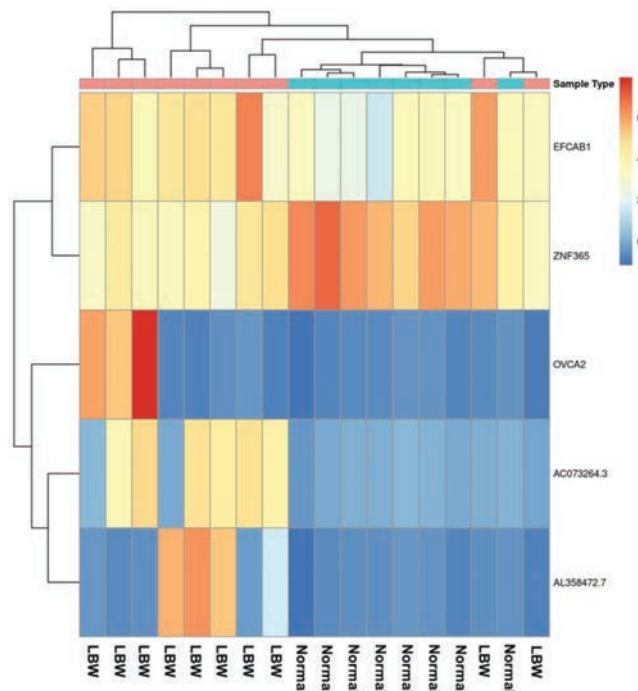 Sample Type
EFCAB1
ZNF365
OVCA2
AC073264.3
AL358472.7
LBW
LBW
LBW
LBW
LBW
LBW
LBW
LBW
Norma
Norma
Norma
Norma
Norma
Norma
Norma
LBW
Norma
LBW